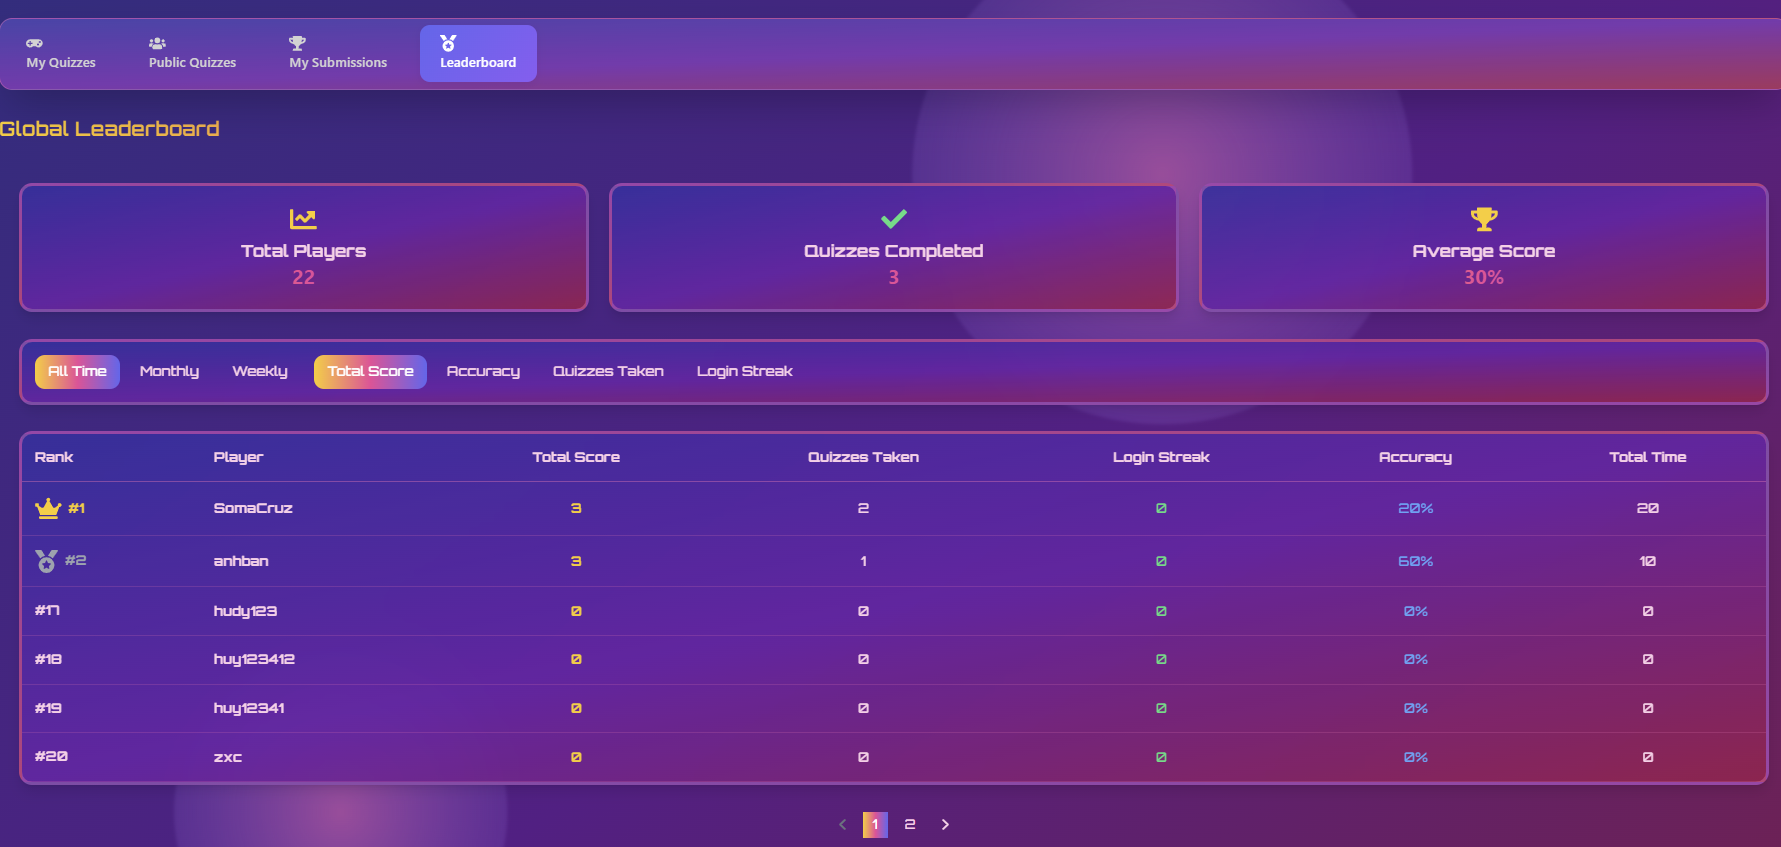 My Quizzes
Public Quizzes
My Submissions
Leaderboard
Global Leaderboard
Total Players
22
Quizzes Completed
3
Average Score
30%
All Time Monthly Weekly Total Score Accuracy Quizzes Taken Login Streak
Rank Player Total Score Quizzes Taken Login Streak Accuracy Total Time
#1 SomaCruz 3 2 0 20% 20
#2 anhban 3 1 0 60% 10
#17 hudy123 0 0 0 0% 0
#18 huy123412 0 0 0 0% 0
#19 huy12341 0 0 0 0% 0
#20 zxc 0 0 0 0% 0
1 2